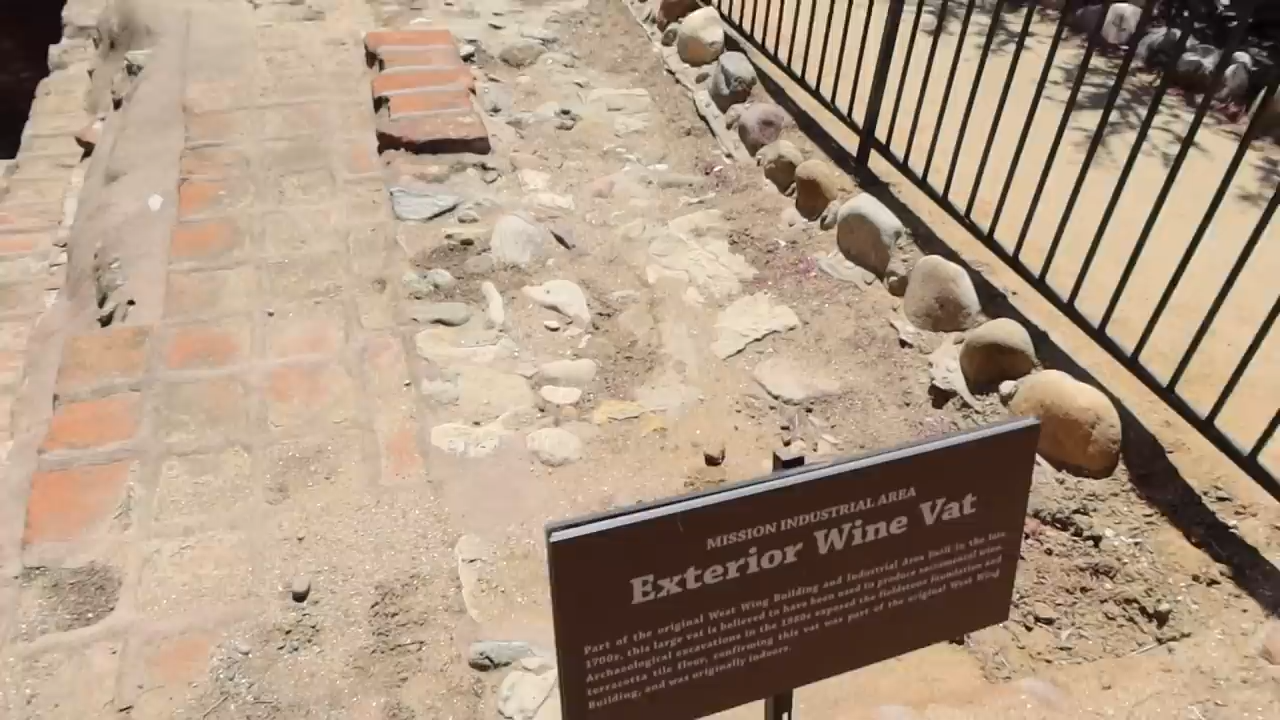 MISSION INDUSTRIAL AREA
Exterior Wine Vat
Part of the original West Wing Building and Industrial Area built in the late
1700s, this large vat is believed to have been used to produce sacramental wine.
Archaeological excavations in the 1980s exposed the fieldstone foundation and
terracotta tile floor, confirming this vat was part of the original West Wing
Building, and was originally indoors.